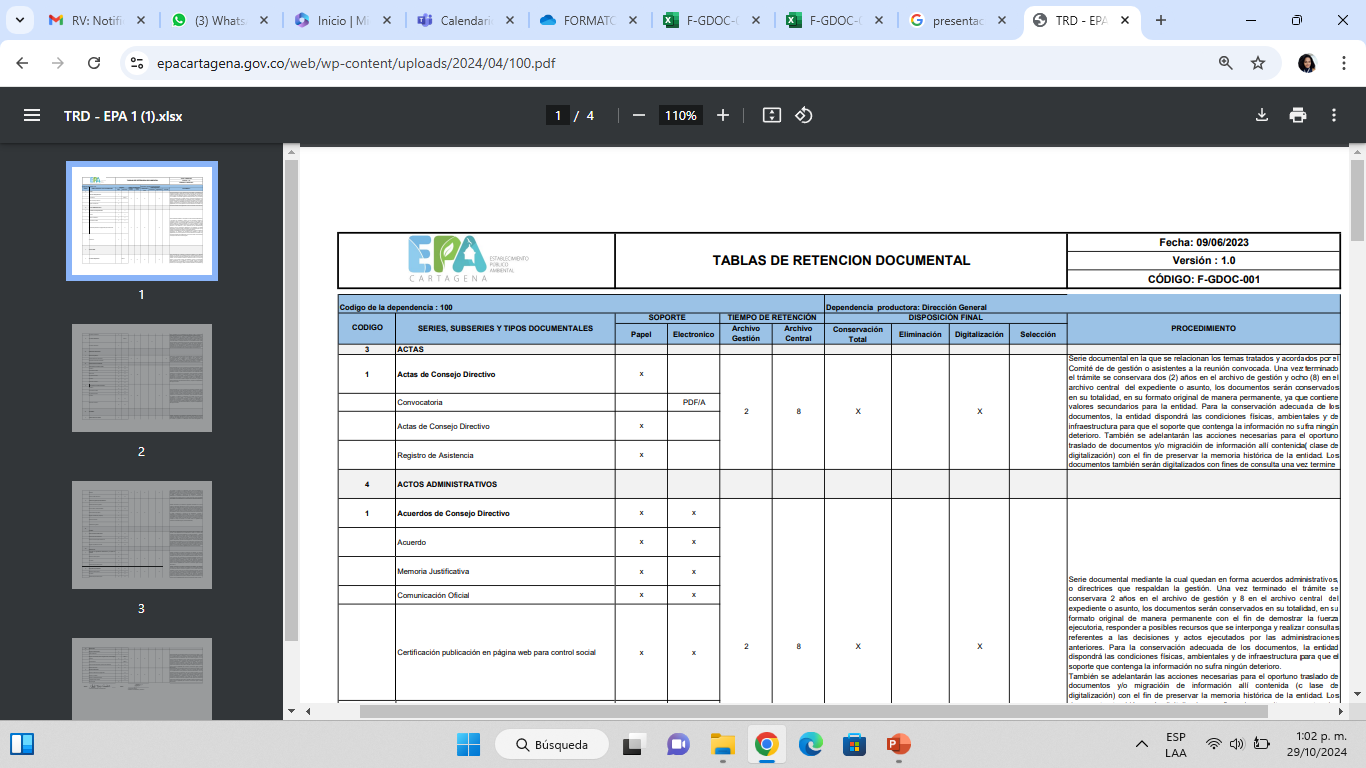 RV: Notifi
(3) Whats
Inicio | Mi
Calendari
FORMATO
F-GDOC-0
F-GDOC-0
presentac
TRD - EPA
epacartagena.gov.co/web/wp-content/uploads/2024/04/100.pdf
TRD - EPA 1 (1).xlsx
1 / 4
110%
1
2
3
EPA
CARTAGENA
ESTABLECIMIENTO
PÚBLICO
AMBIENTAL
TABLAS DE RETENCION DOCUMENTAL
Fecha: 09/06/2023
Versión : 1.0
CÓDIGO: F-GDOC-001
Codigo de la dependencia : 100
Dependencia productora: Dirección General
CODIGO
SERIES, SUBSERIES Y TIPOS DOCUMENTALES
SOPORTE
Papel
Electronico
TIEMPO DE RETENCIÓN
Archivo
Gestión
Archivo
Central
DISPOSICIÓN FINAL
Conservación
Total
Eliminación
Digitalización
Selección
PROCEDIMIENTO
3 ACTAS
1 Actas de Consejo Directivo x
Convocatoria PDF/A
Actas de Consejo Directivo x
Registro de Asistencia x
2 8 X X
Serie documental en la que se relacionan los temas tratados y acordados por el
Comité de de gestión o asistentes a la reunión convocada. Una vez terminado
el trámite se conservara dos (2) años en el archivo de gestión y ocho (8) en el
archivo central del expediente o asunto, los documentos serán conservados
en su totalidad, en su formato original de manera permanente, ya que contiene
valores secundarios para la entidad. Para la conservación adecuada de los
documentos, la entidad dispondrá las condiciones físicas, ambientales y de
infraestructura para que el soporte que contenga la información no sufra ningún
deterioro. También se adelantarán las acciones necesarias para el oportuno
traslado de documentos y/o migraciióin de información allí contenida( clase de
digitalización) con el fin de preservar la memoria histórica de la entidad. Los
documentos también serán digitalizados con fines de consulta una vez termine
4 ACTOS ADMINISTRATIVOS
1 Acuerdos de Consejo Directivo x x
Acuerdo x x
Memoria Justificativa x x
Comunicación Oficial x x
Certificación publicación en página web para control social x x
2 8 X X
Serie documental mediante la cual quedan en forma acuerdos administrativos,
o directrices que respaldan la gestión. Una vez terminado el trámite se
conservara 2 años en el archivo de gestión y 8 en el archivo central del
expediente o asunto, los documentos serán conservados en su totalidad, en su
formato original de manera permanente con el fin de demostrar la fuerza
ejecutoria, responder a posibles recursos que se interponga y realizar consultas
referentes a las decisiones y actos ejecutados por las administraciones
anteriores. Para la conservación adecuada de los documentos, la entidad
dispondrá las condiciones físicas, ambientales y de infraestructura para que el
soporte que contenga la información no sufra ningún deterioro.
También se adelantarán las acciones necesarias para el oportuno traslado de
documentos y/o migraciióin de información allí contenida (c lase de
digitalización) con el fin de preservar la memoria histórica de la entidad. Los
Búsqueda
ESP
LAA
1:02 p. m.
29/10/2024